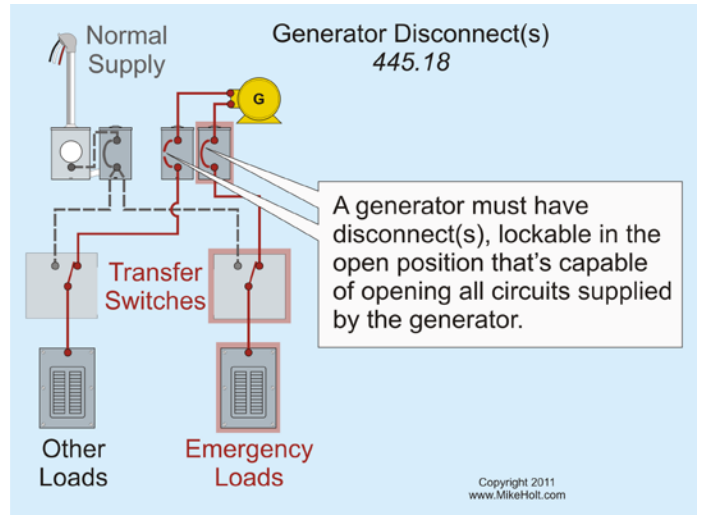 Normal
Supply
Generator Disconnect(s)
445.18
G
A generator must have
disconnect(s), lockable in the
open position that's capable
of opening all circuits supplied
by the generator.
Transfer
Switches
Other
Loads
Emergency
Loads
Copyright 2011
www.MikeHolt.com